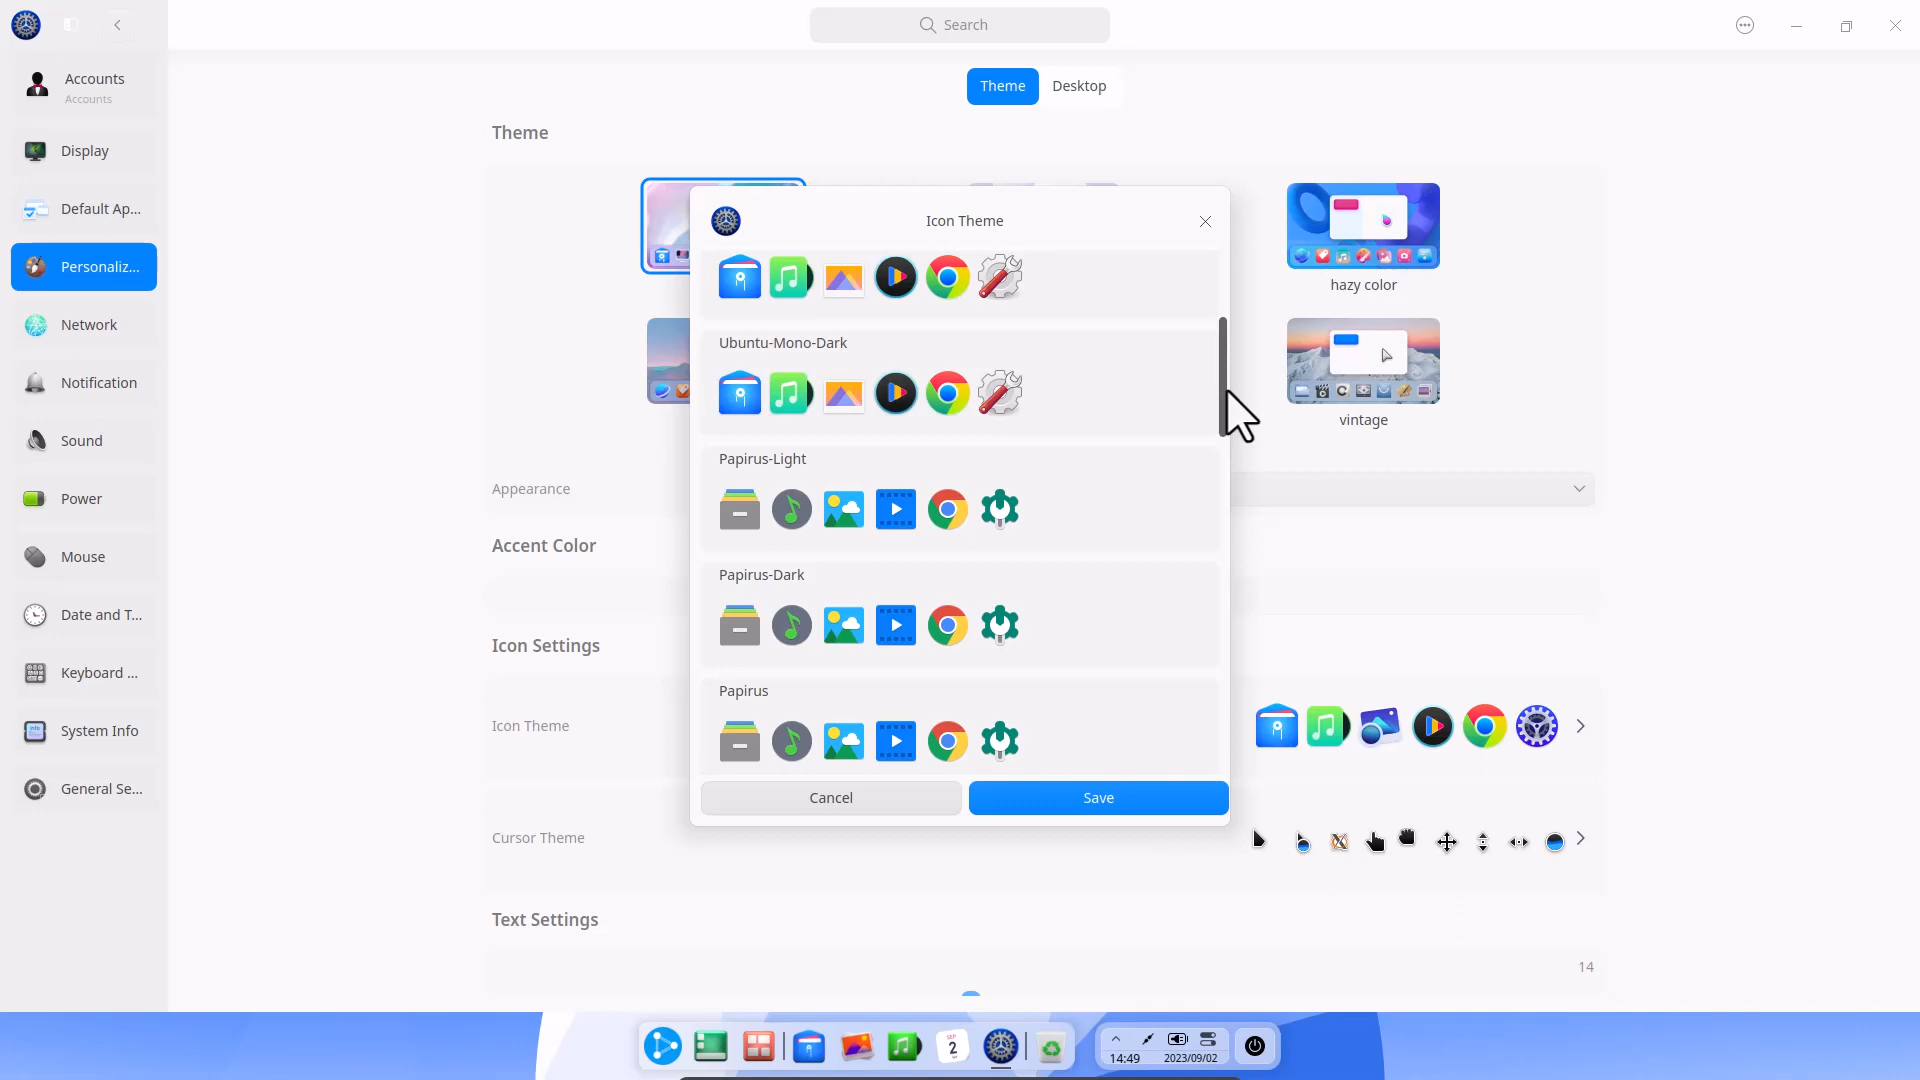 Search
Accounts
Accounts
Display
Default Ap...
Personaliz...
Network
Notification
Sound
Power
Mouse
Date and T...
Keyboard ...
System Info
General Se...
Theme
Desktop
Theme
hazy color
vintage
Appearance
Accent Color
Icon Settings
Icon Theme
Cursor Theme
Text Settings
14
Icon Theme
Ubuntu-Mono-Dark
Papirus-Light
Papirus-Dark
Papirus
Cancel
Save
SEP
2
14:49
2023/09/02